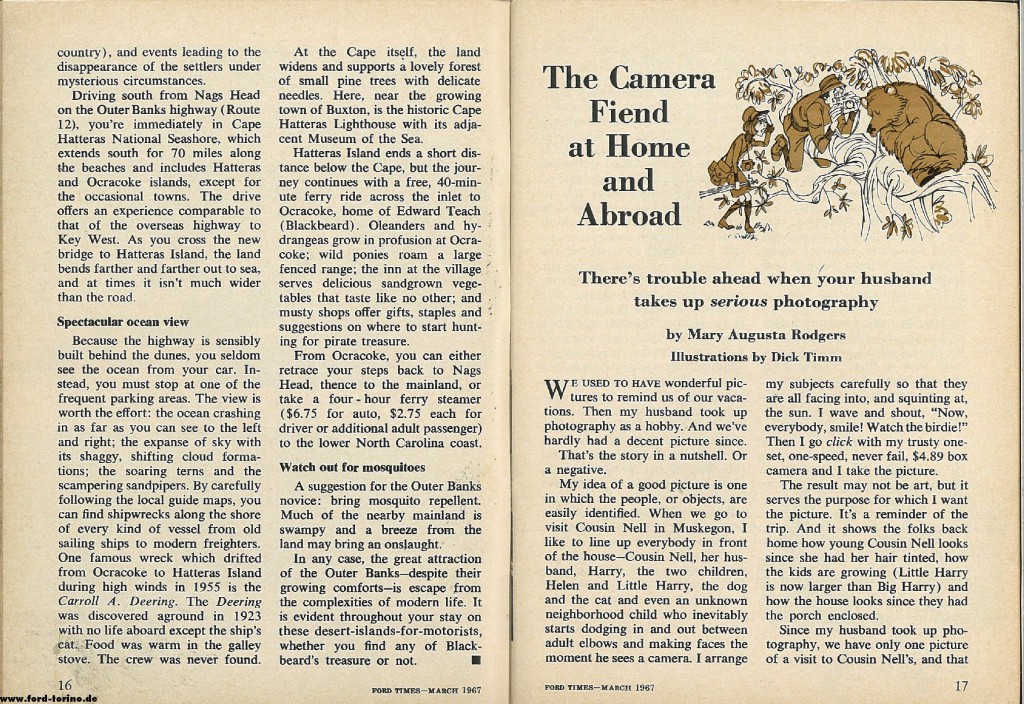 country), and events leading to the
disappearance of the settlers under
mysterious circumstances.
Driving south from Nags Head
on the Outer Banks highway (Route
12), you're immediately in Cape
Hatteras National Seashore, which
extends south for 70 miles along
the beaches and includes Hatteras
and Ocracoke islands, except for
the occasional towns. The drive
offers an experience comparable to
that of the overseas highway to
Key West. As you cross the new
bridge to Hatteras Island, the land
bends farther and farther out to sea,
and at times it isn't much wider
than the road.
Spectacular ocean view
Because the highway is sensibly
built behind the dunes, you seldom
see the ocean from your car. In-
stead, you must stop at one of the
frequent parking areas. The view is
worth the effort: the ocean crashing
in as far as you can see to the left
and right; the expanse of sky with
its shaggy, shifting cloud forma-
tions; the soaring terns and the
scampering sandpipers. By carefully
following the local guide maps, you
can find shipwrecks along the shore
of every kind of vessel from old
sailing ships to modern freighters.
One famous wreck which drifted
from Ocracoke to Hatteras Island
during high winds in 1955 is the
Carroll A. Deering. The Deering
was discovered aground in 1923
with no life aboard except the ship's
cat. Food was warm in the galley
stove. The crew was never found.
At the Cape itself, the land
widens and supports a lovely forest
of small pine trees with delicate
needles. Here, near the growing
town of Buxton, is the historic Cape
Hatteras Lighthouse with its adja-
cent Museum of the Sea.
Hatteras Island ends a short dis-
tance below the Cape, but the jour-
ney continues with a free, 40-min-
ute ferry ride across the inlet to
Ocracoke, home of Edward Teach
(Blackbeard). Oleanders and hy-
drangeas grow in profusion at Ocra-
coke; wild ponies roam a large
fenced range; the inn at the village
serves delicious sandgrown vege-
tables that taste like no other; and
musty shops offer gifts, staples and
suggestions on where to start hunt-
ing for pirate treasure.
From Ocracoke, you can either
retrace your steps back to Nags
Head, thence to the mainland, or
take a four-hour ferry steamer
($6.75 for auto, $2.75 each for
driver or additional adult passenger)
to the lower North Carolina coast.
Watch out for mosquitoes
A suggestion for the Outer Banks
novice: bring mosquito repellent.
Much of the nearby mainland is
swampy and a breeze from the
land may bring an onslaught.
In any case, the great attraction
of the Outer Banks—despite their
growing comforts—is escape from
the complexities of modern life. It
is evident throughout your stay on
these desert-islands-for-motorists,
whether you find any of Black-
beard's treasure or not. ■
16
FORD TIMES—MARCH 1967
www.ford-torino.de
The Camera
Fiend
at Home
and
Abroad
There's trouble ahead when your husband
takes up serious photography
by Mary Augusta Rodgers
Illustrations by Dick Timm
WE USED TO HAVE wonderful pic-
tures to remind us of our vaca-
tions. Then my husband took up
photography as a hobby. And we've
hardly had a decent picture since.
That's the story in a nutshell. Or
a negative.
My idea of a good picture is one
in which the people, or objects, are
easily identified. When we go to
visit Cousin Nell in Muskegon, I
like to line up everybody in front
of the house—Cousin Nell, her hus-
band, Harry, the two children,
Helen and Little Harry, the dog
and the cat and even an unknown
neighborhood child who inevitably
starts dodging in and out between
adult elbows and making faces the
moment he sees a camera. I arrange
my subjects carefully so that they
are all facing into, and squinting at,
the sun. I wave and shout, "Now,
everybody, smile! Watch the birdie!"
Then I go click with my trusty one-
set, one-speed, never fail, $4.89 box
camera and I take the picture.
The result may not be art, but it
serves the purpose for which I want
the picture. It's a reminder of the
trip. And it shows the folks back
home how young Cousin Nell looks
since she had her hair tinted, how
the kids are growing (Little Harry
is now larger than Big Harry) and
how the house looks since they had
the porch enclosed.
Since my husband took up pho-
tography, we have only one picture
of a visit to Cousin Nell's, and that
FORD TIMES—MARCH 1967
17